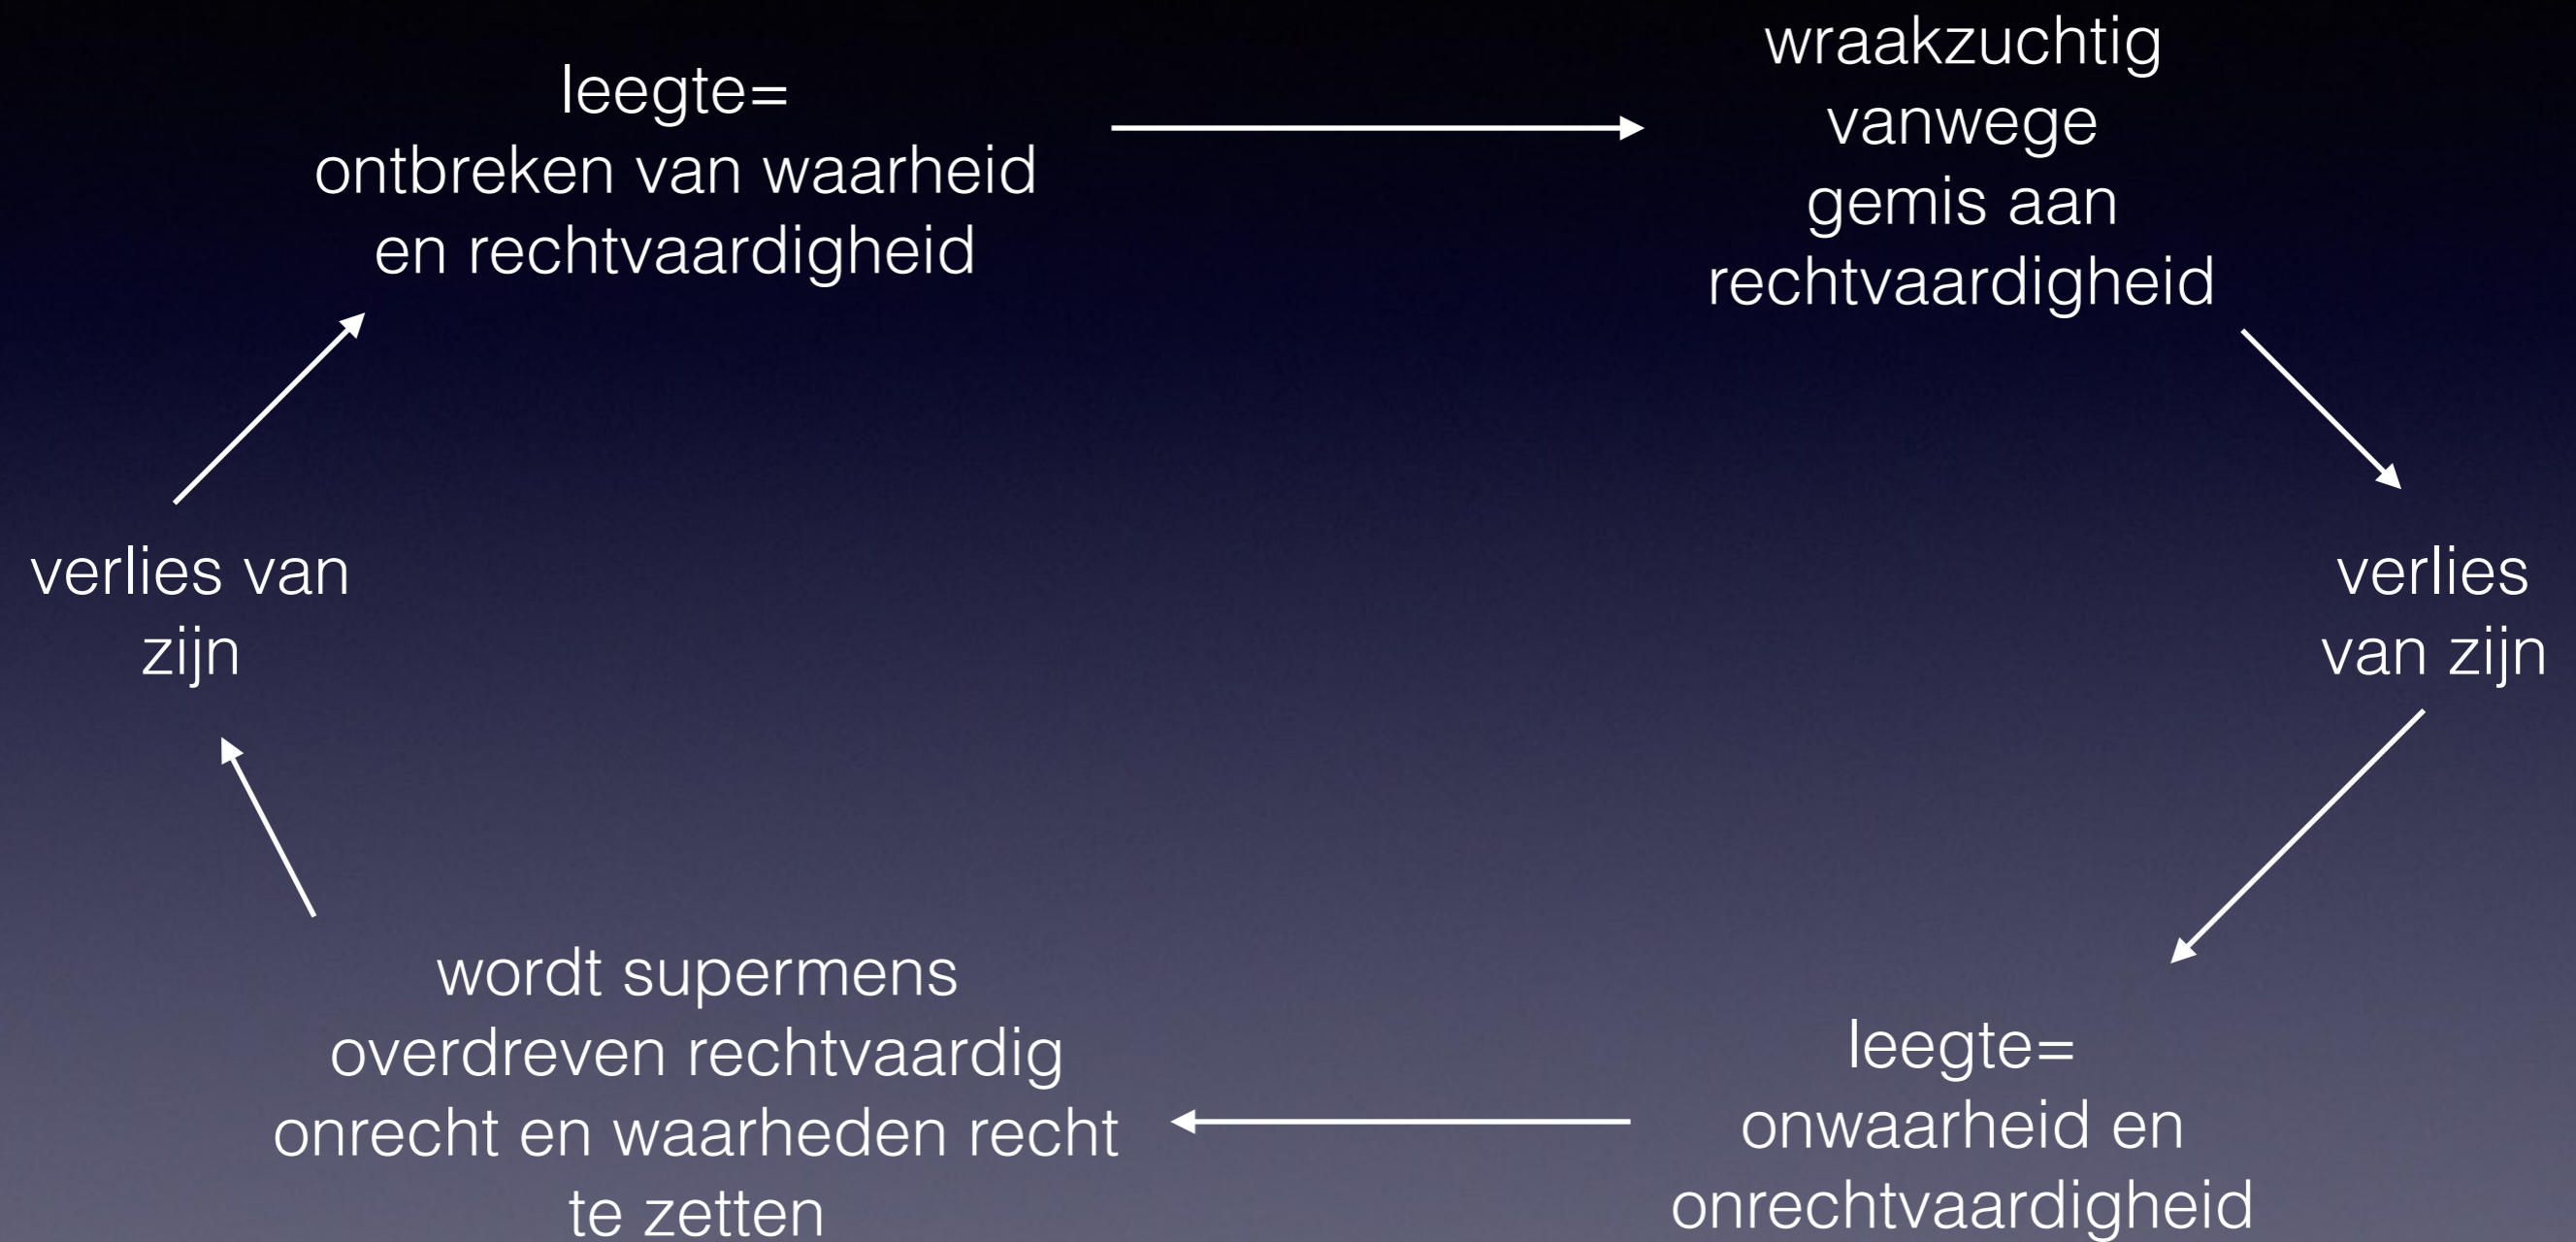 leegte=
ontbreken van waarheid
en rechtvaardigheid
wraakzuchtig
vanwege
gemis aan
rechtvaardigheid
verlies van
zijn
verlies
van zijn
wordt supermens
overdreven rechtvaardig
onrecht en waarheden recht
te zetten
leegte=
onwaarheid en
onrechtvaardigheid